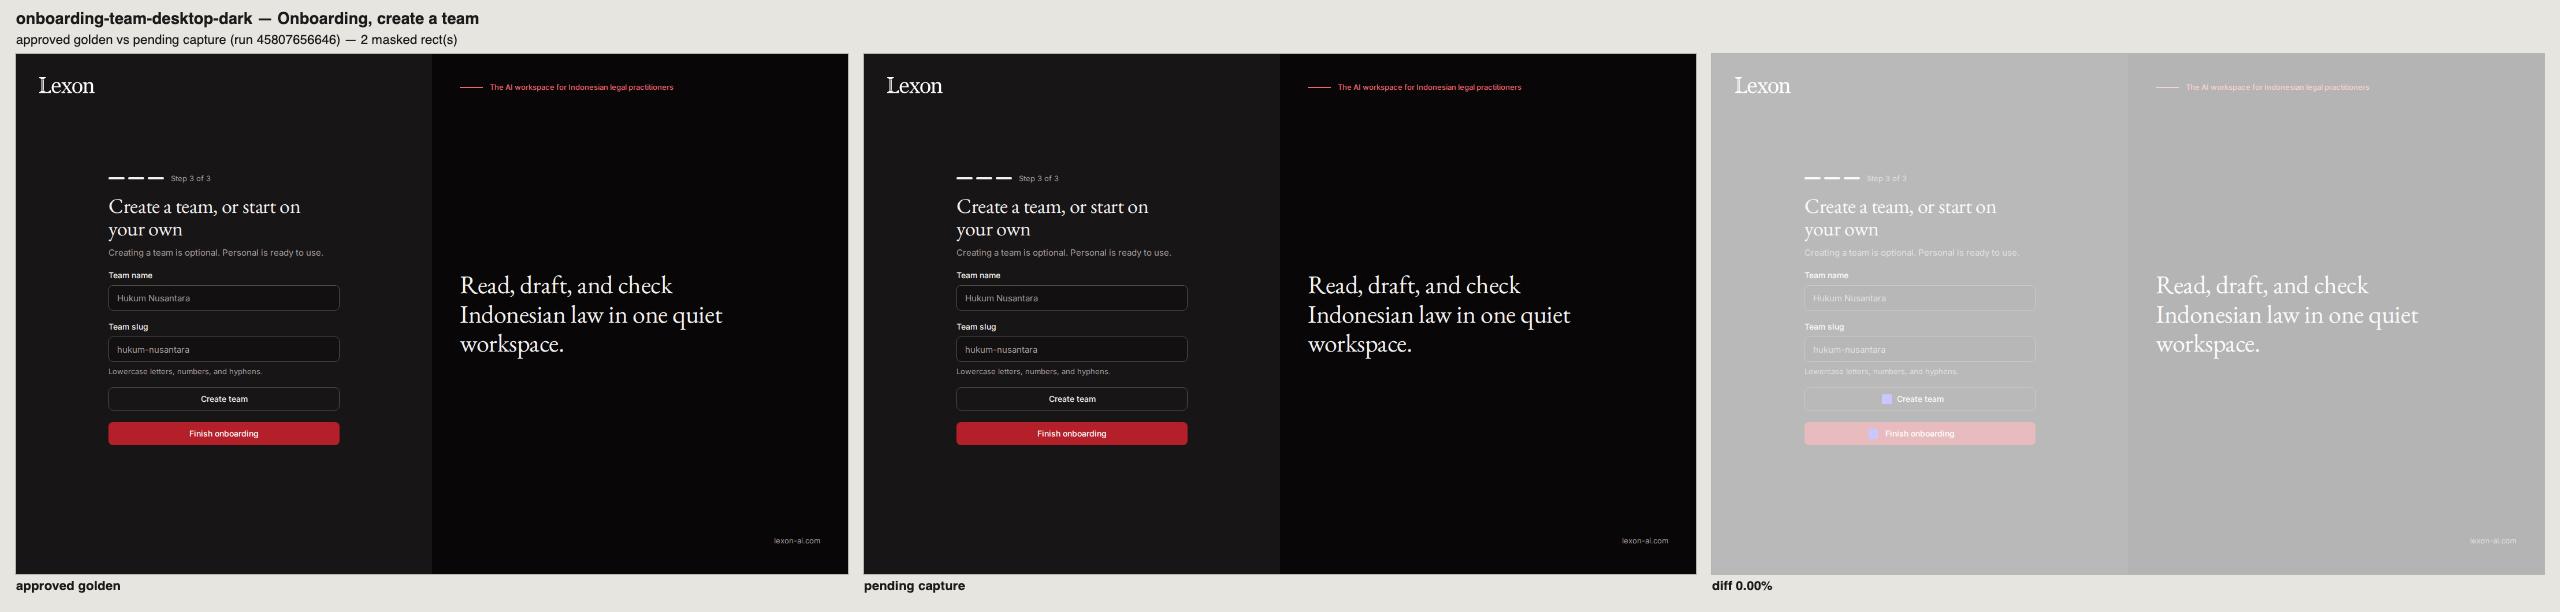 onboarding-team-desktop-dark — Onboarding, create a team
approved golden vs pending capture (run 45807656646) — 2 masked rect(s)
Lexon
The AI workspace for Indonesian legal practitioners
Step 3 of 3
Create a team, or start on
your own
Creating a team is optional. Personal is ready to use.
Team name
Hukum Nusantara
Team slug
hukum-nusantara
Lowercase letters, numbers, and hyphens.
Create team
Finish onboarding
Read, draft, and check
Indonesian law in one quiet
workspace.
lexon-ai.com
approved golden
Lexon
The AI workspace for Indonesian legal practitioners
Step 3 of 3
Create a team, or start on
your own
Creating a team is optional. Personal is ready to use.
Team name
Hukum Nusantara
Team slug
hukum-nusantara
Lowercase letters, numbers, and hyphens.
Create team
Finish onboarding
Read, draft, and check
Indonesian law in one quiet
workspace.
lexon-ai.com
pending capture
Lexon
The AI workspace for Indonesian legal practitioners
Step 3 of 3
Create a team, or start on
your own
Creating a team is optional. Personal is ready to use.
Team name
Hukum Nusantara
Team slug
hukum-nusantara
Lowercase letters, numbers, and hyphens.
Create team
Finish onboarding
Read, draft, and check
Indonesian law in one quiet
workspace.
lexon-ai.com
diff 0.00%